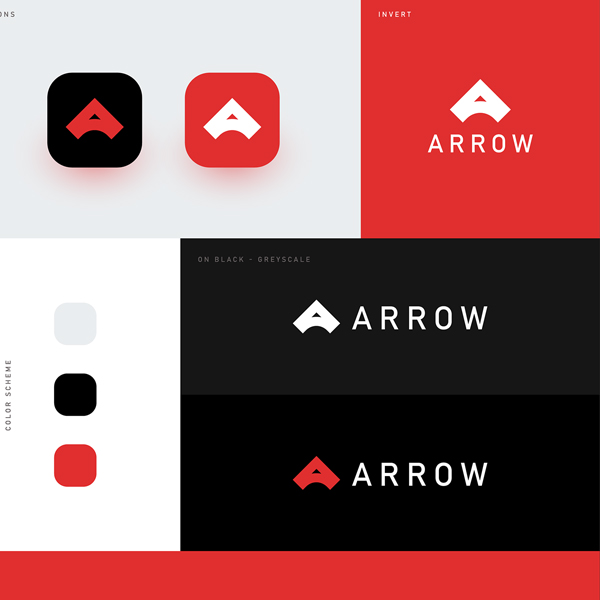 ONS
INVERT
ARROW
ON BLACK - GREYSCALE
ARROW
COLOR SCHEME
ARROW